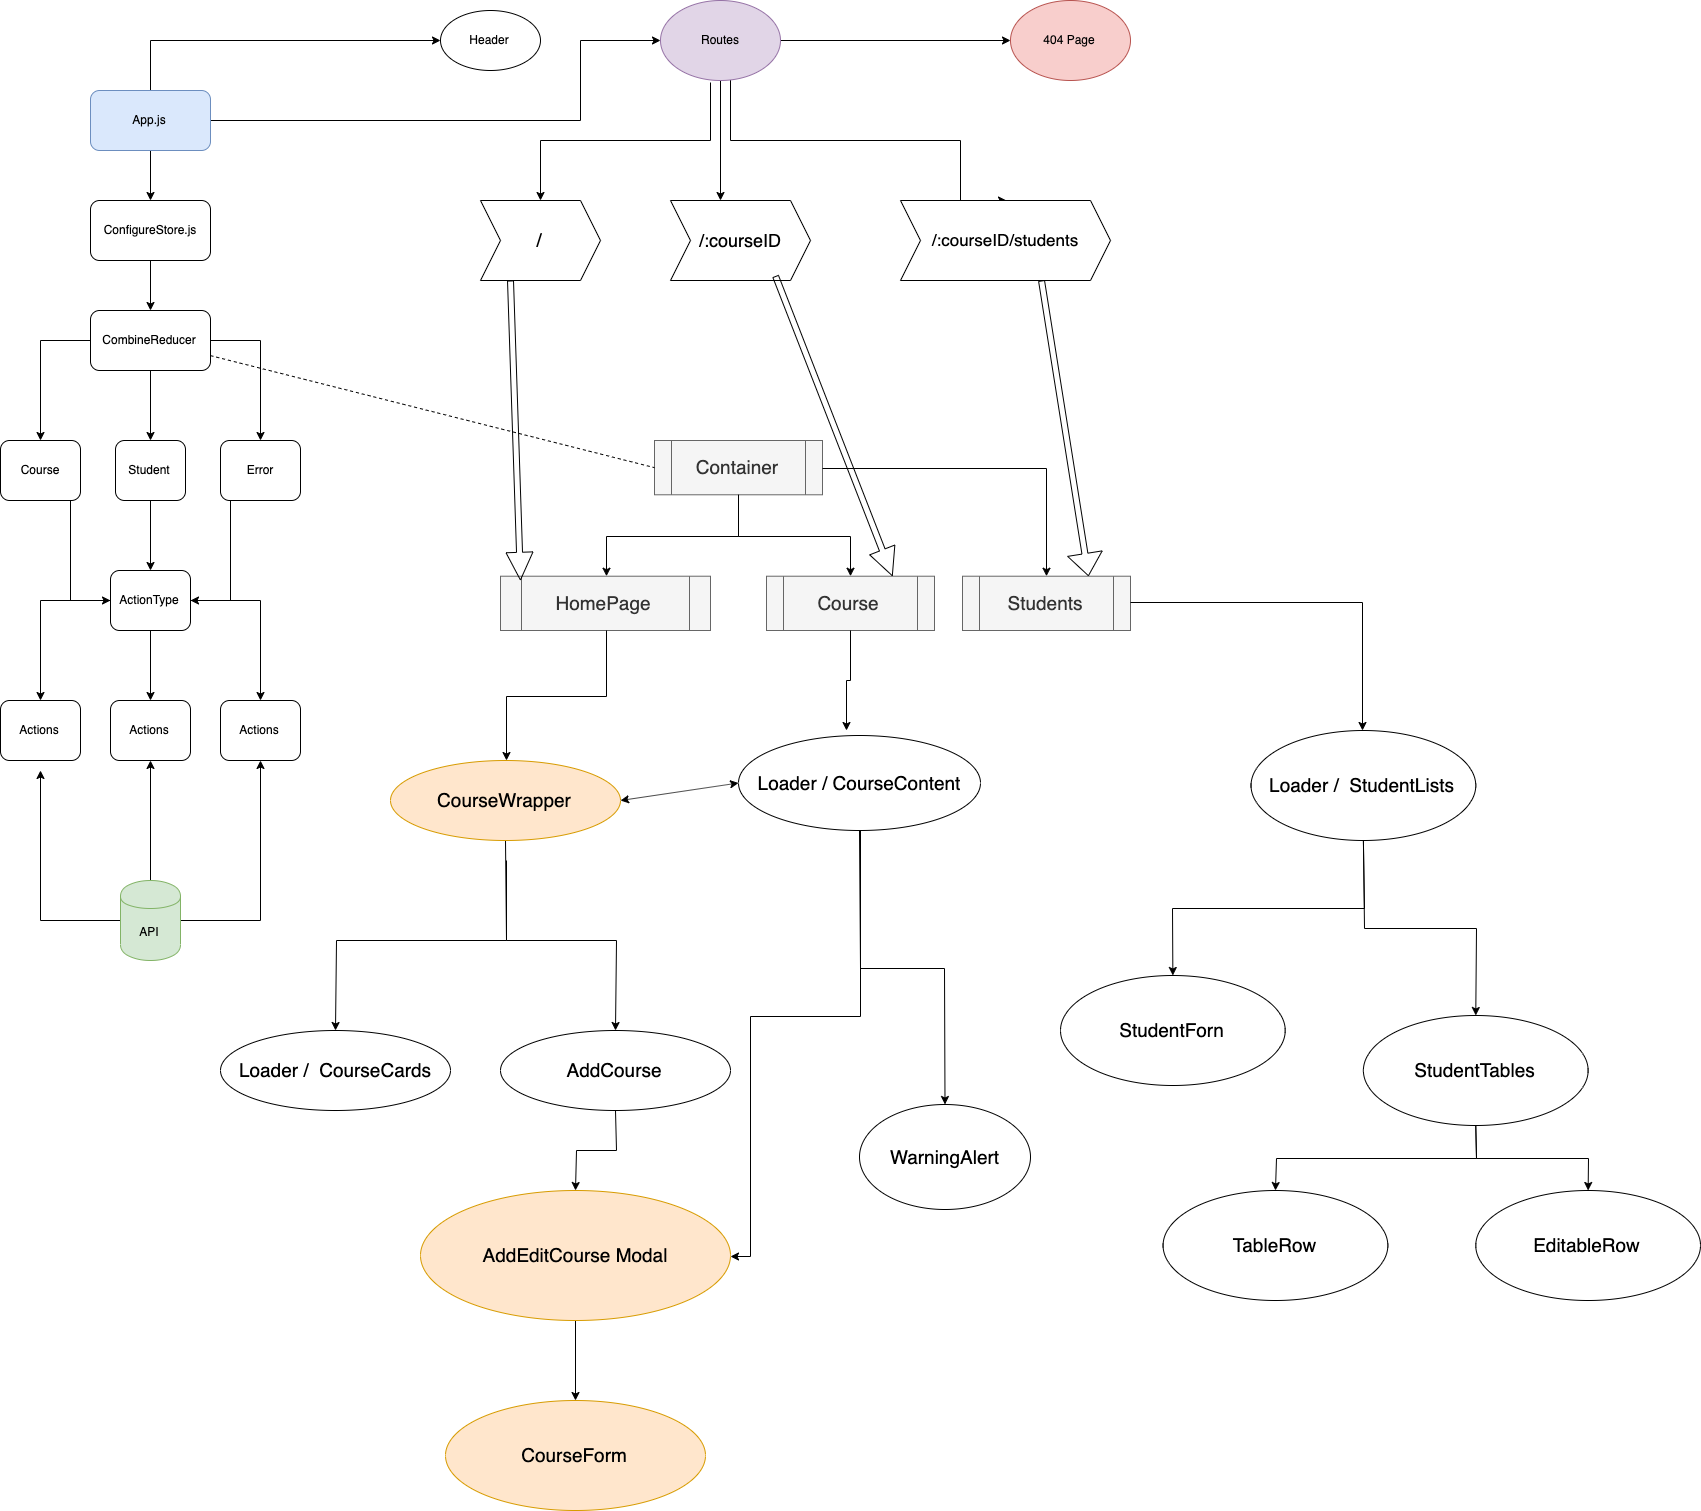 Header
Routes
404 Page
App.js
ConfigureStore.js
/
/:courseID
/:courseID/students
CombineReducer
Course
Student
Error
Container
ActionType
HomePage
Course
Students
Actions
Actions
Actions
CourseWrapper
Loader / CourseContent
Loader /  StudentLists
API
Loader /  CourseCards
AddCourse
StudentForn
StudentTables
WarningAlert
AddEditCourse Modal
TableRow
EditableRow
CourseForm